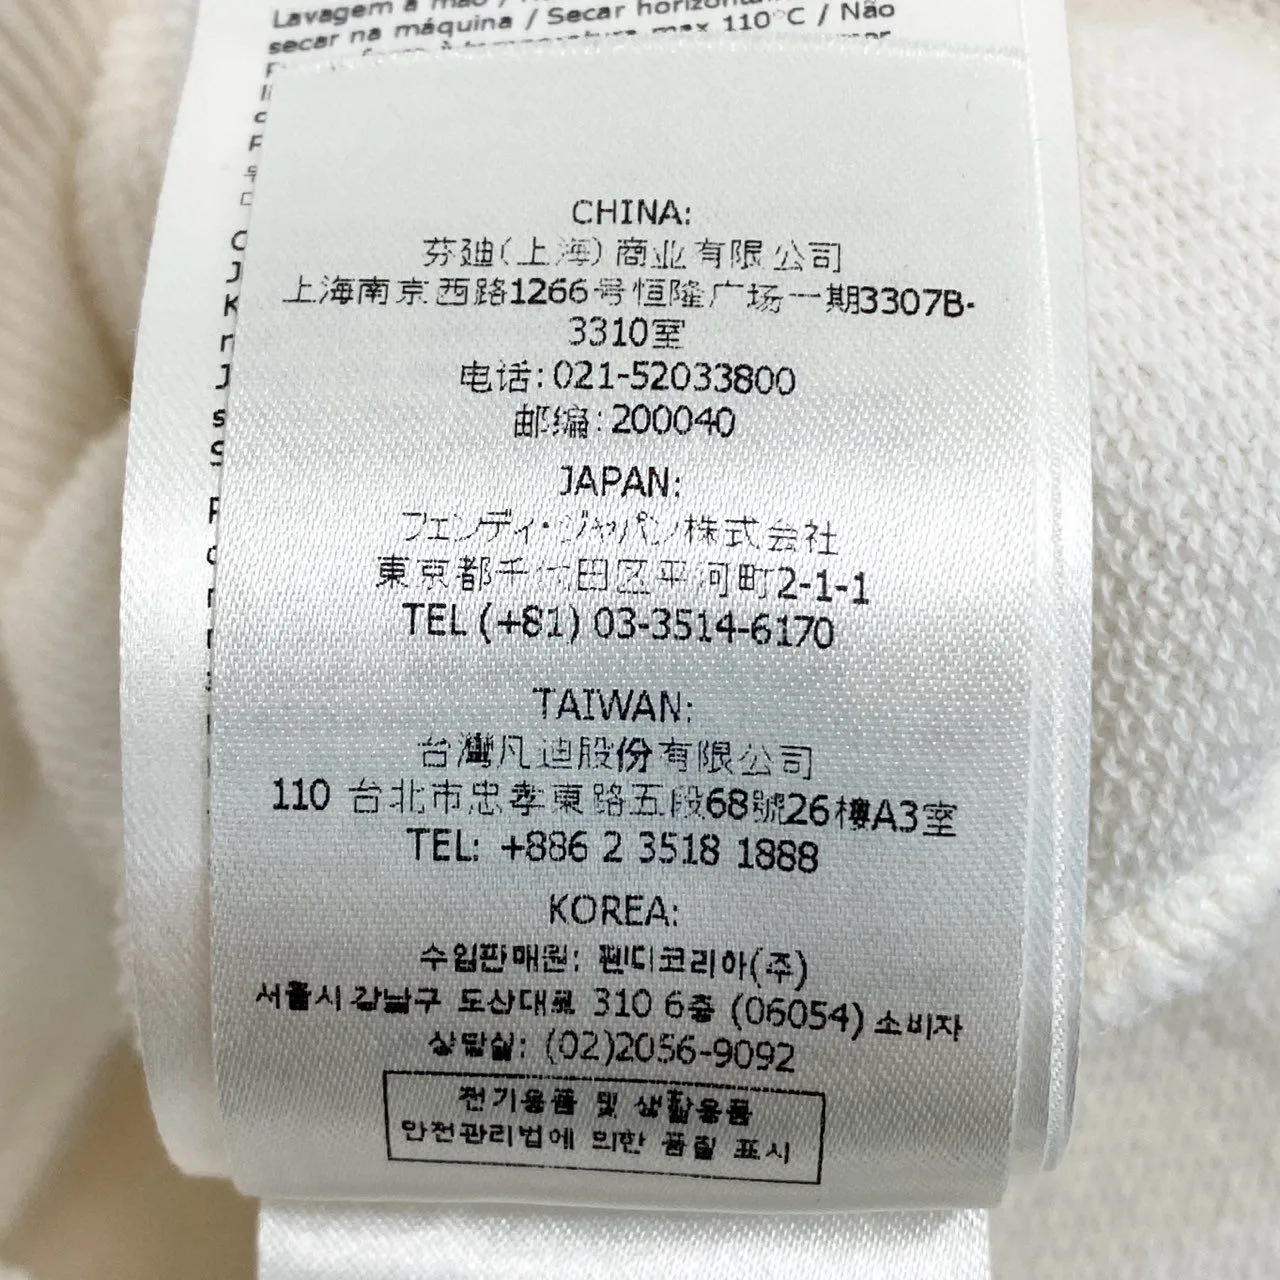 Lavagem à mão /
secar na máquina / Secar horizont
temperatura max 110°C / Não
CHINA:
芬廸(上海)商业有限公司
上海南京西路1266号恒隆广场一期3307B-
3310室
电话:021-52033800
邮编:200040
JAPAN:
フェンディ・ジャパン株式会社
東京都千代田区平河町2-1-1
TEL (+81) 03-3514-6170
TAIWAN:
台灣凡迪股份有限公司
110 台北市忠孝東路五段68號26樓A3室
TEL: +886 2 3518 1888
KOREA:
수입판매원: 펜디코리아(주)
서울시 강남구 도산대로 310 6층 (06054) 소비자
상담실: (02)2056-9092
전기용품 및 생활용품
안전관리법에 의한 품질 표시